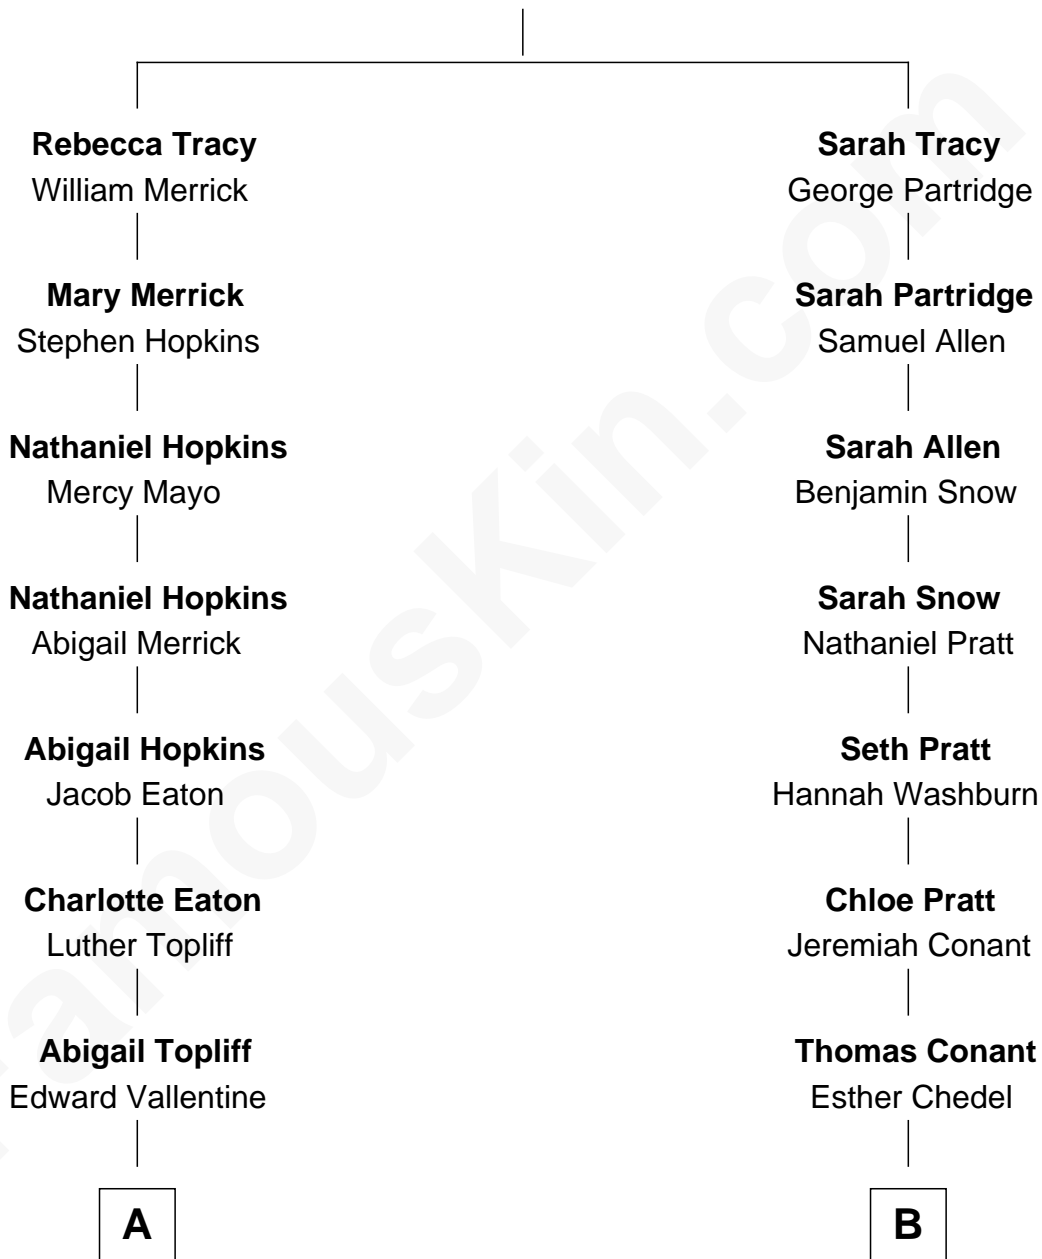 Rebecca Tracy
William Merrick
Mary Merrick
Stephen Hopkins
Nathaniel Hopkins
Mercy Mayo
Nathaniel Hopkins
Abigail Merrick
Abigail Hopkins
Jacob Eaton
Charlotte Eaton
Luther Topliff
Abigail Topliff
Edward Vallentine
A
Sarah Tracy
George Partridge
Sarah Partridge
Samuel Allen
Sarah Allen
Benjamin Snow
Sarah Snow
Nathaniel Pratt
Seth Pratt
Hannah Washburn
Chloe Pratt
Jeremiah Conant
Thomas Conant
Esther Chedel
B
FamousKin.com